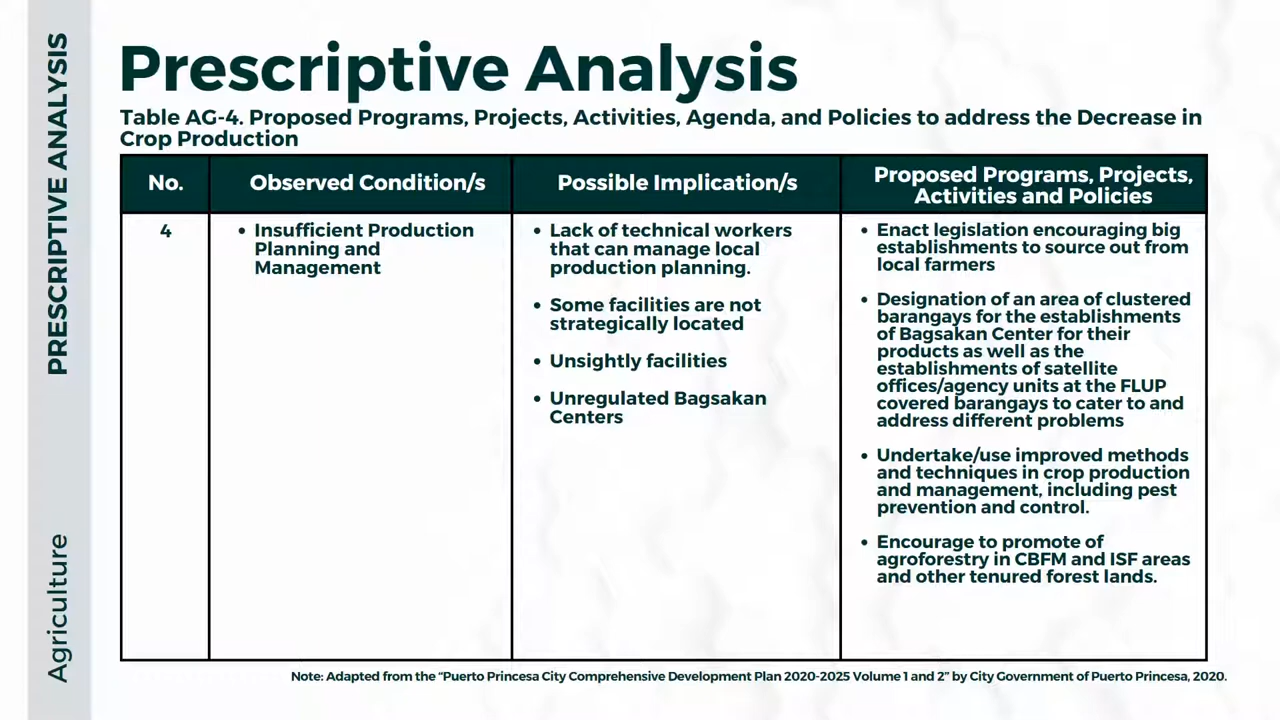 PRESCRIPTIVE ANALYSIS
Agriculture
Prescriptive Analysis
Table AG-4. Proposed Programs, Projects, Activities, Agenda, and Policies to address the Decrease in
Crop Production
No.
Observed Condition/s
Possible Implication/s
Proposed Programs, Projects,
Activities and Policies
4
• Insufficient Production
Planning and
Management
• Lack of technical workers
that can manage local
production planning.
• Some facilities are not
strategically located
• Unsightly facilities
• Unregulated Bagsakan
Centers
• Enact legislation encouraging big
establishments to source out from
local farmers
• Designation of an area of clustered
barangays for the establishments
of Bagsakan Center for their
products as well as the
establishments of satellite
offices/agency units at the FLUP
covered barangays to cater to and
address different problems
• Undertake/use improved methods
and techniques in crop production
and management, including pest
prevention and control.
• Encourage to promote of
agroforestry in CBFM and ISF areas
and other tenured forest lands.
Note: Adapted from the “Puerto Princesa City Comprehensive Development Plan 2020-2025 Volume 1 and 2” by City Government of Puerto Princesa, 2020.